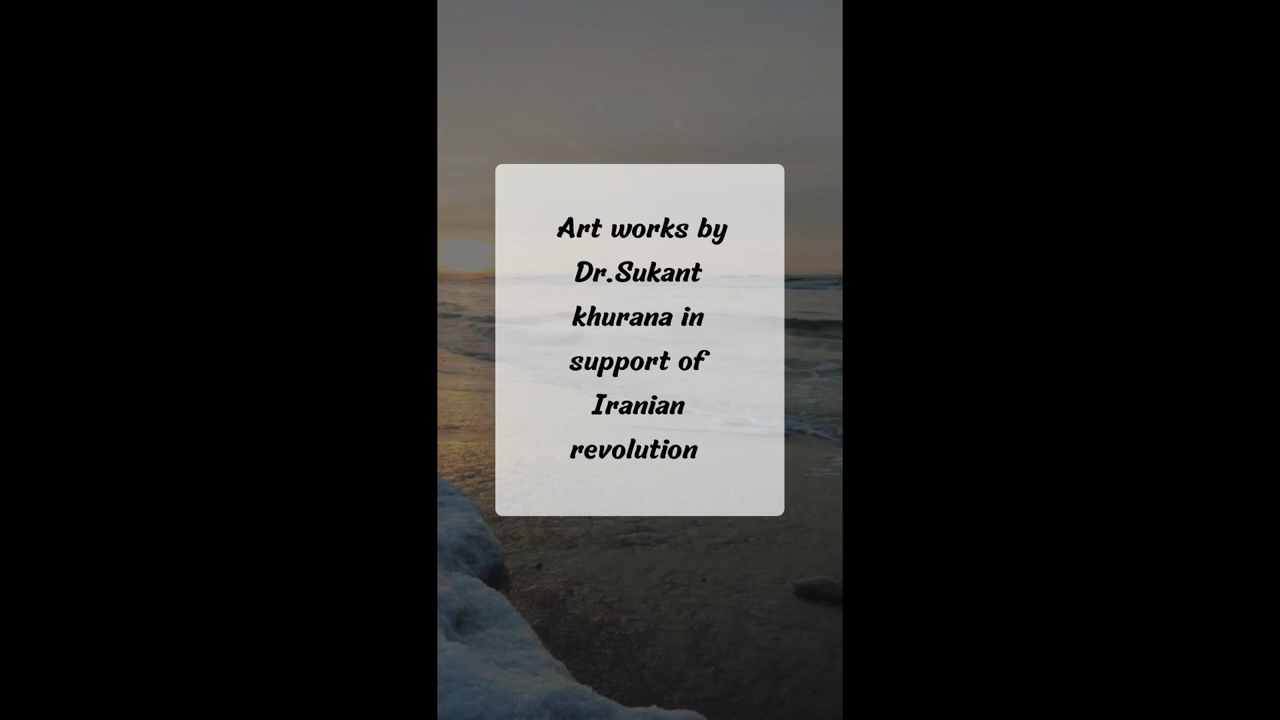 Art works by
Dr.Sukant
khurana in
support of
Iranian
revolution